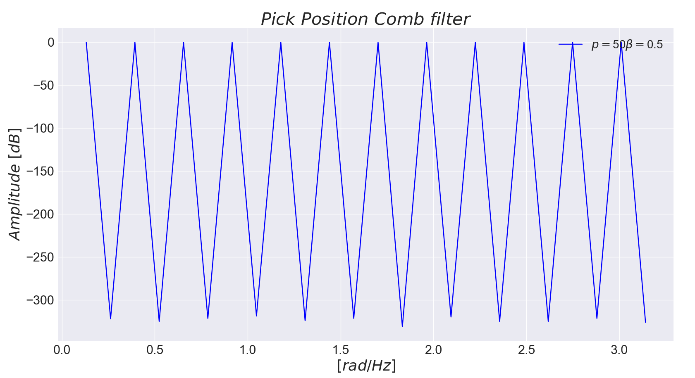 Pick Position Comb filter
p = 50β = 0.5
Amplitude [dB]
0
−50
−100
−150
−200
−250
−300
0.0 0.5 1.0 1.5 2.0 2.5 3.0
[rad/Hz]